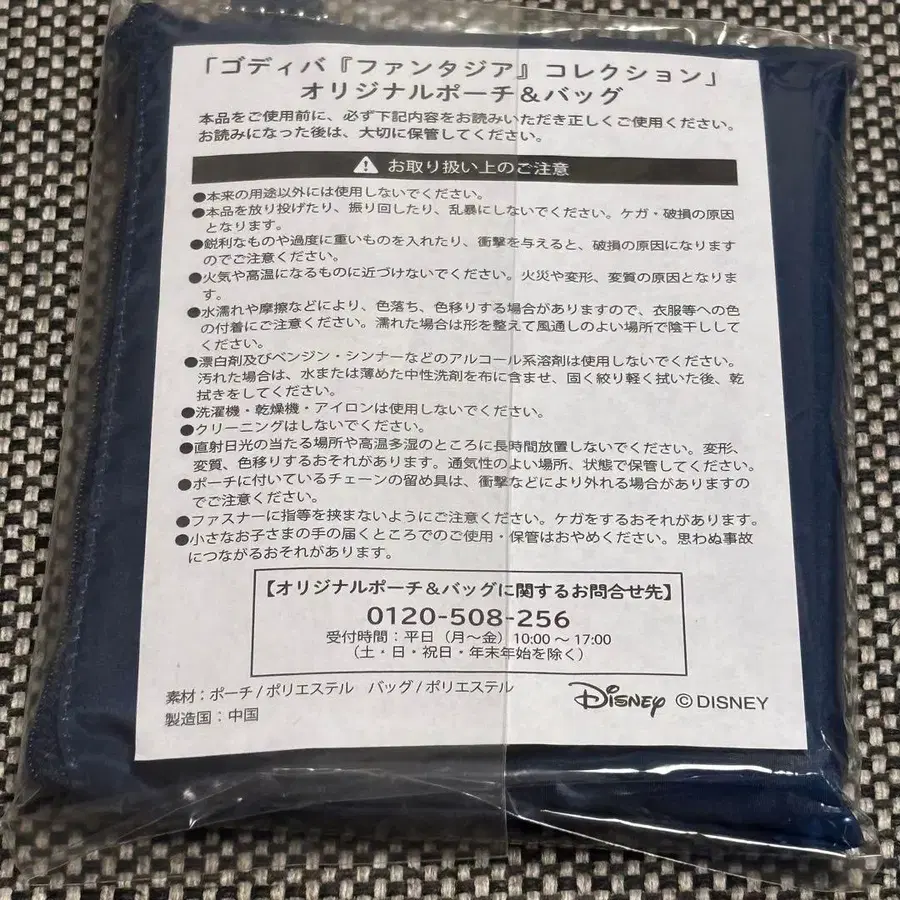 「ゴディバ『ファンタジア』コレクション」
オリジナルポーチ＆バッグ
本品をご使用前に、必ず下記内容をお読みいただき正しくご使用ください。
お読みになった後は、大切に保管してください。
お取り扱い上のご注意
●本来の用途以外には使用しないでください。
●本品を放り投げたり、振り回したり、乱暴にしないでください。ケガ・破損の原因
となります。
●鋭利なものや過度に重いものを入れたり、衝撃を与えると、破損の原因になります
のでご注意ください。
●火気や高温になるものに近づけないでください。火災や変形、変質の原因となりま
す。
●水濡れや摩擦などにより、色落ち、色移りする場合がありますので、衣服等への色
の付着にご注意ください。濡れた場合は形を整えて風通しのよい場所で陰干しし
てください。
●漂白剤及びベンジン・シンナーなどのアルコール系溶剤は使用しないでください。
汚れた場合は、水または薄めた中性洗剤を布に含ませ、固く絞り軽く拭いた後、乾
拭きをしてください。
●洗濯機・乾燥機・アイロンは使用しないでください。
●クリーニングはしないでください。
●直射日光の当たる場所や高温多湿のところに長時間放置しないでください。変形、
変質、色移りするおそれがあります。通気性のよい場所、状態で保管してください。
●ポーチに付いているチェーンの留め具は、衝撃などにより外れる場合がありますの
でご注意ください。
●ファスナーに指等を挟まないようにご注意ください。ケガをするおそれがあります。
●小さなお子さまの手の届くところでのご使用・保管はおやめください。思わぬ事故
につながるおそれがあります。
【オリジナルポーチ＆バッグに関するお問合せ先】
0120-508-256
受付時間：平日（月〜金）10:00〜17:00
（土・日・祝日・年末年始を除く）
素材：ポーチ/ポリエステル　バッグ/ポリエステル
製造国：中国
Disney ©DISNEY